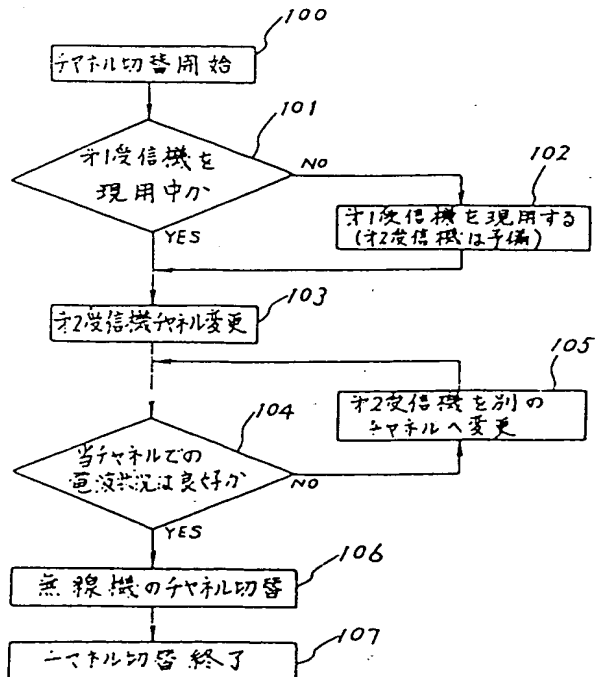 100
チャネル切替開始
101
オ1受信機を
現用中か
NO
102
オ1受信機を現用する
(オ2受信機は予備)
YES
103
オ2受信機チャネル変更
105
オ2受信機を別の
チャネルへ変更
104
当チャネルでの
電波状況は良好か
NO
YES
106
無線機のチャネル切替
107
チャネル切替終了